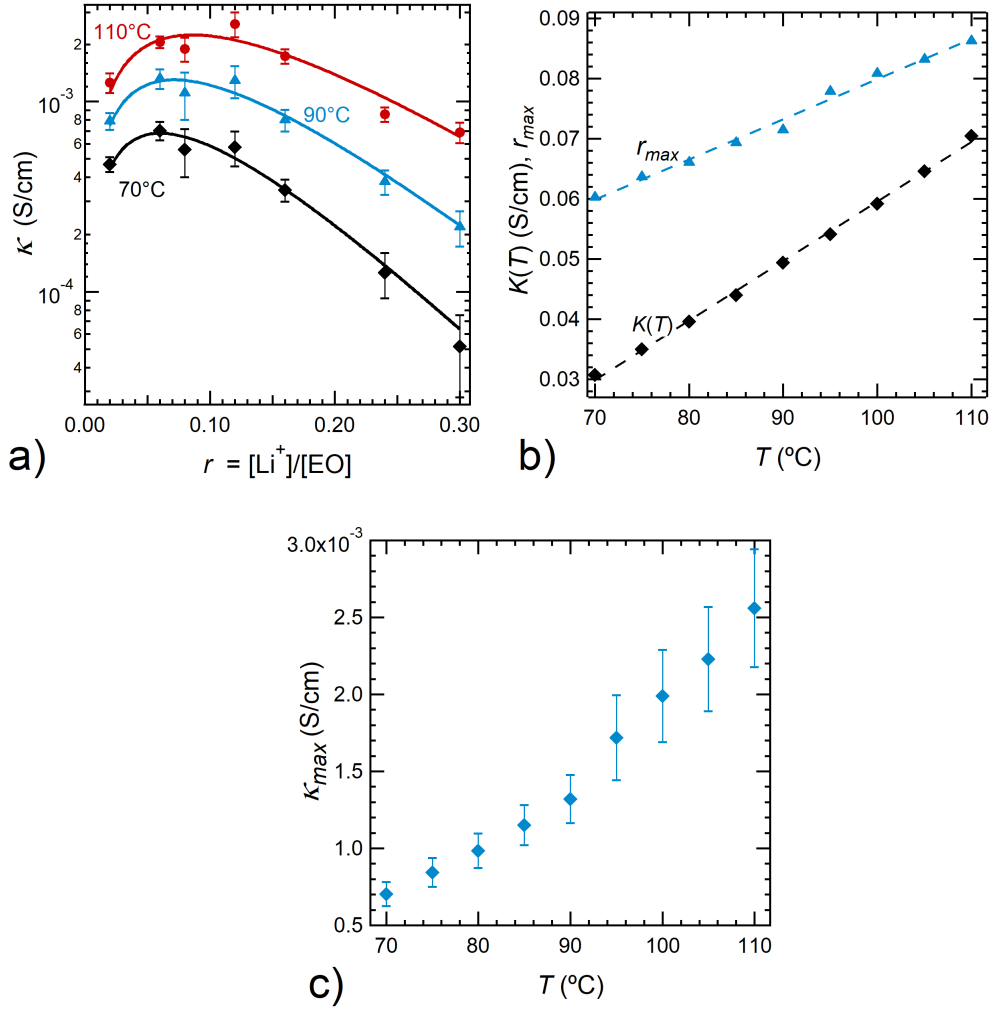 110°C
90°C
70°C
2
10⁻³
8
6
4
2
10⁻⁴
8
6
4
κ (S/cm)
0.00 0.10 0.20 0.30
r = [Li⁺]/[EO]
a)
0.09
0.08
0.07
0.06
0.05
0.04
0.03
K(T) (S/cm), rmax
rmax
K(T)
70 80 90 100 110
T (ºC)
b)
3.0x10⁻³
2.5
2.0
1.5
1.0
0.5
κmax (S/cm)
70 80 90 100 110
T (ºC)
c)